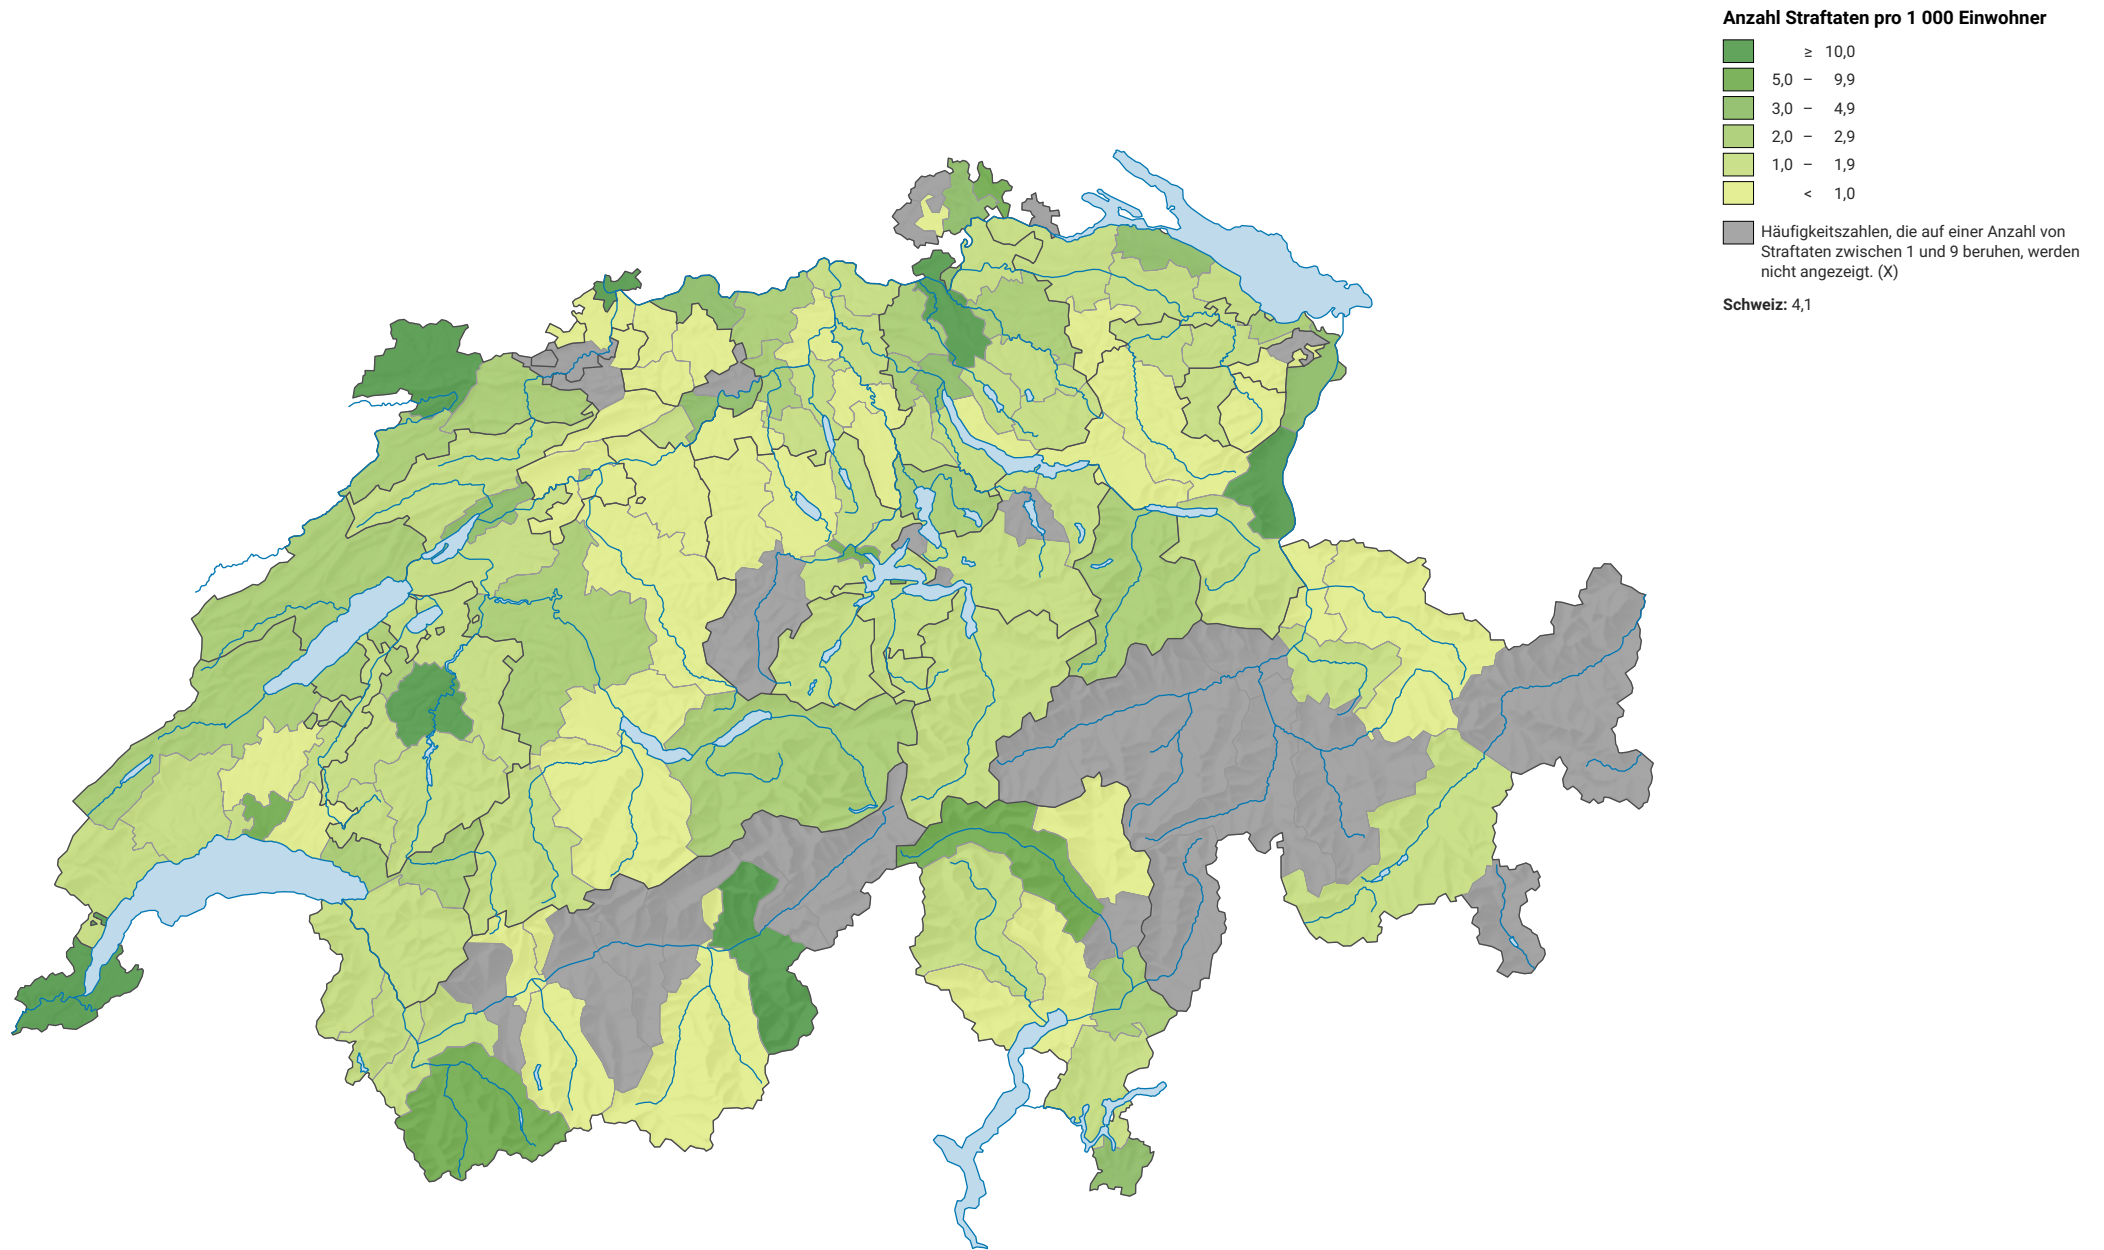 Anzahl Straftaten pro 1 000 Einwohner
≥ 10,0
5,0 – 9,9
3,0 – 4,9
2,0 – 2,9
1,0 – 1,9
< 1,0
Häufigkeitszahlen, die auf einer Anzahl von
Straftaten zwischen 1 und 9 beruhen, werden
nicht angezeigt. (X)
Schweiz: 4,1